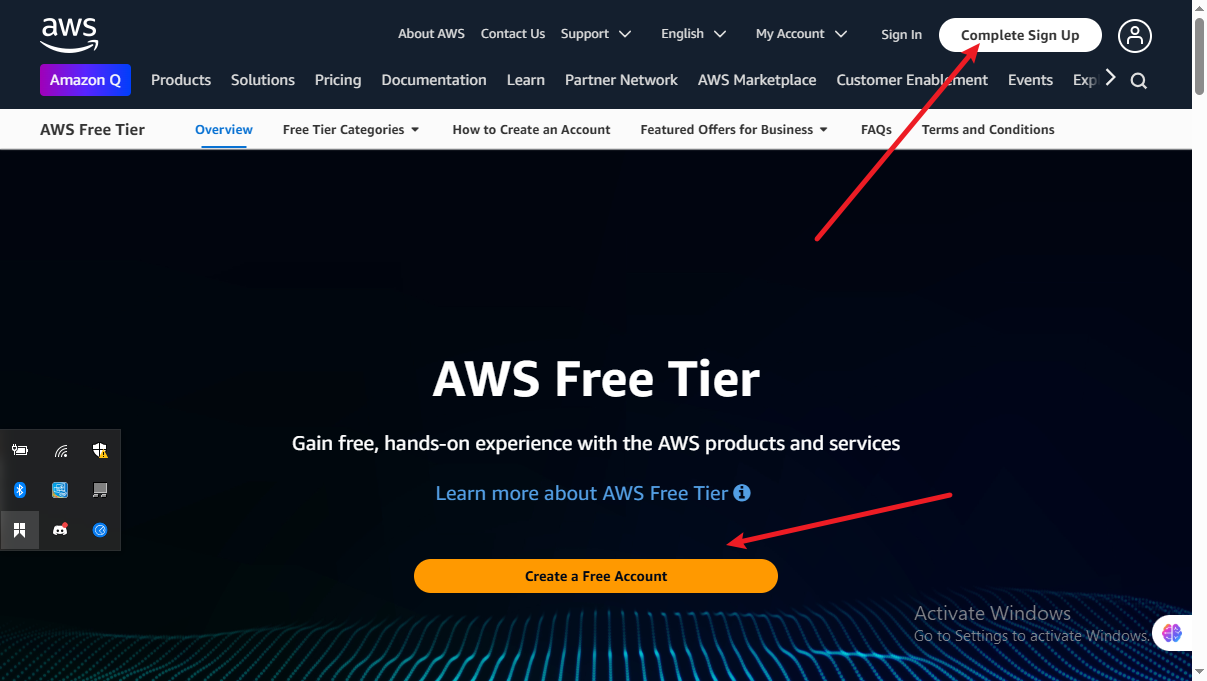 aws
About AWS Contact Us Support English My Account Sign In Complete Sign Up
Amazon Q Products Solutions Pricing Documentation Learn Partner Network AWS Marketplace Customer Enablement Events Expl
AWS Free Tier Overview Free Tier Categories How to Create an Account Featured Offers for Business FAQs Terms and Conditions
AWS Free Tier
Gain free, hands-on experience with the AWS products and services
Learn more about AWS Free Tier
Create a Free Account
Activate Windows
Go to Settings to activate Windows.